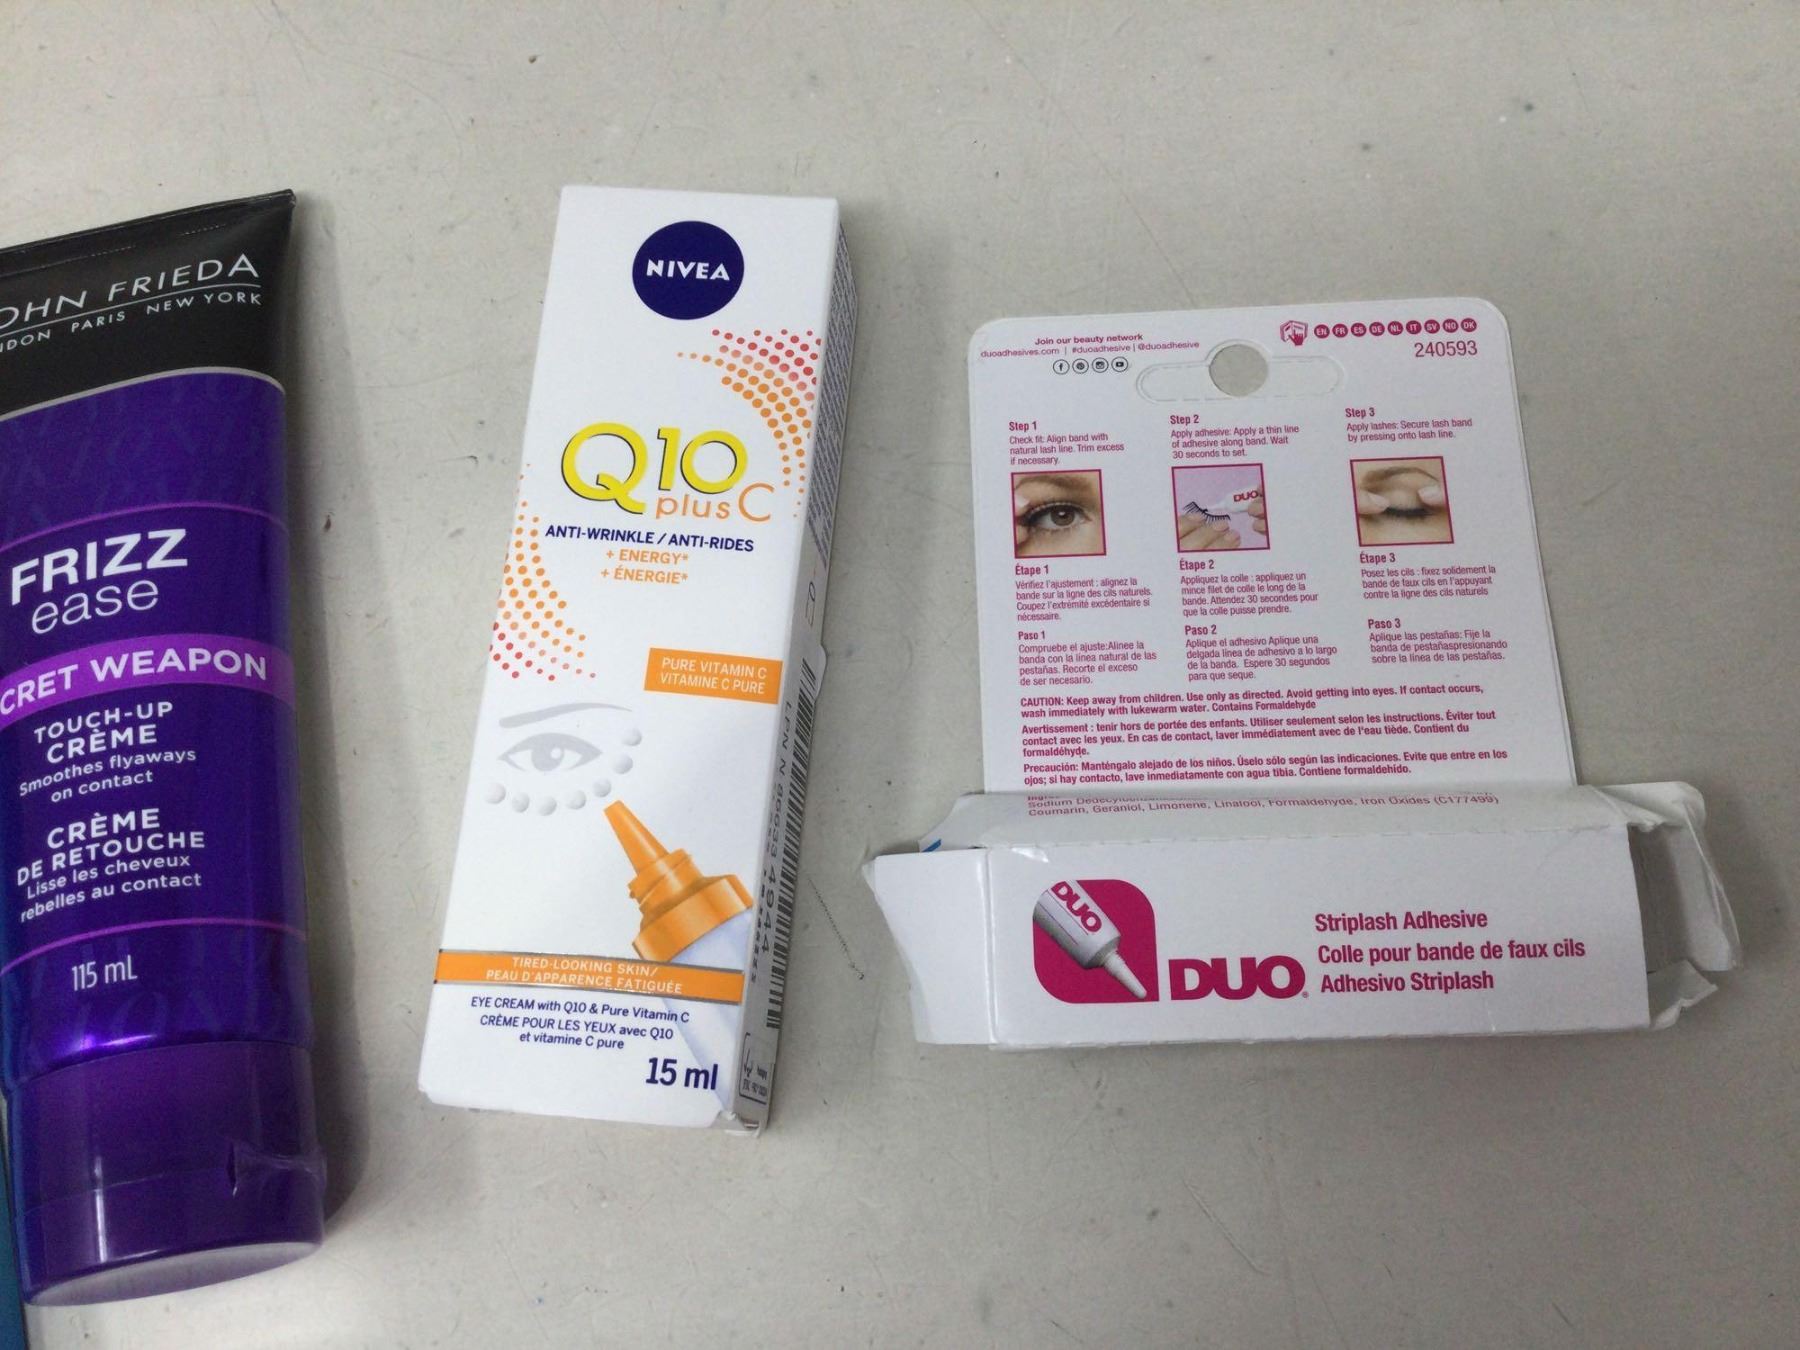 OHN FRIEDA
PARIS NEW YORK
FRIZZ
ease
CRET WEAPON
TOUCH-UP
CRÈME
Smoothes flyaways
on contact
CRÈME
DE RETOUCHE
Lisse les cheveux
rebelles au contact
115 mL
NIVEA
Q10
plus C
ANTI-WRINKLE / ANTI-RIDES
+ ENERGY*
+ ÉNERGIE*
PURE VITAMIN C
VITAMINE C PURE
TIRED-LOOKING SKIN/
PEAU D'APPARENCE FATIGUÉE
EYE CREAM with Q10 & Pure Vitamin C
CRÈME POUR LES YEUX avec Q10
et vitamine C pure
15 ml
Join our beauty network
duoadhesives.com | #duoadhesive | @duoadhesive
EN FR ES DE NL IT SV NO DK
240593
Step 1
Check fit: Align band with
natural lash line. Trim excess
if necessary.
Étape 1
Vérifiez l'ajustement : alignez la
bande sur la ligne des cils naturels.
Coupez l'extrémité excédentaire si
nécessaire.
Paso 1
Compruebe el ajuste:Alinee la
banda con la línea natural de las
pestañas. Recorte el exceso
de ser necesario.
Step 2
Apply adhesive: Apply a thin line
of adhesive along band. Wait
30 seconds to set.
DUO
Étape 2
Appliquez la colle : appliquez un
mince filet de colle le long de la
bande. Attendez 30 secondes pour
que la colle puisse prendre.
Paso 2
Aplique el adhesivo Aplique una
delgada línea de adhesivo a lo largo
de la banda. Espere 30 segundos
para que seque.
Step 3
Apply lashes: Secure lash band
by pressing onto lash line.
Étape 3
Posez les cils : fixez solidement la
bande de faux cils en l'appuyant
contre la ligne des cils naturels
Paso 3
Aplique las pestañas: Fije la
banda de pestañaspresionando
sobre la línea de las pestañas.
CAUTION: Keep away from children. Use only as directed. Avoid getting into eyes. If contact occurs,
wash immediately with lukewarm water. Contains Formaldehyde
Avertissement : tenir hors de portée des enfants. Utiliser seulement selon les instructions. Éviter tout
contact avec les yeux. En cas de contact, laver immédiatement avec de l'eau tiède. Contient du
formaldéhyde.
Precaución: Manténgalo alejado de los niños. Úselo sólo según las indicaciones. Evite que entre en los
ojos; si hay contacto, lave inmediatamente con agua tibia. Contiene formaldehído.
Sodium Formaldehyde, Iron Oxides (C177499)
Coumarin, Geraniol, Limonene, Linalool,
DUO
DUO
Striplash Adhesive
Colle pour bande de faux cils
Adhesivo Striplash